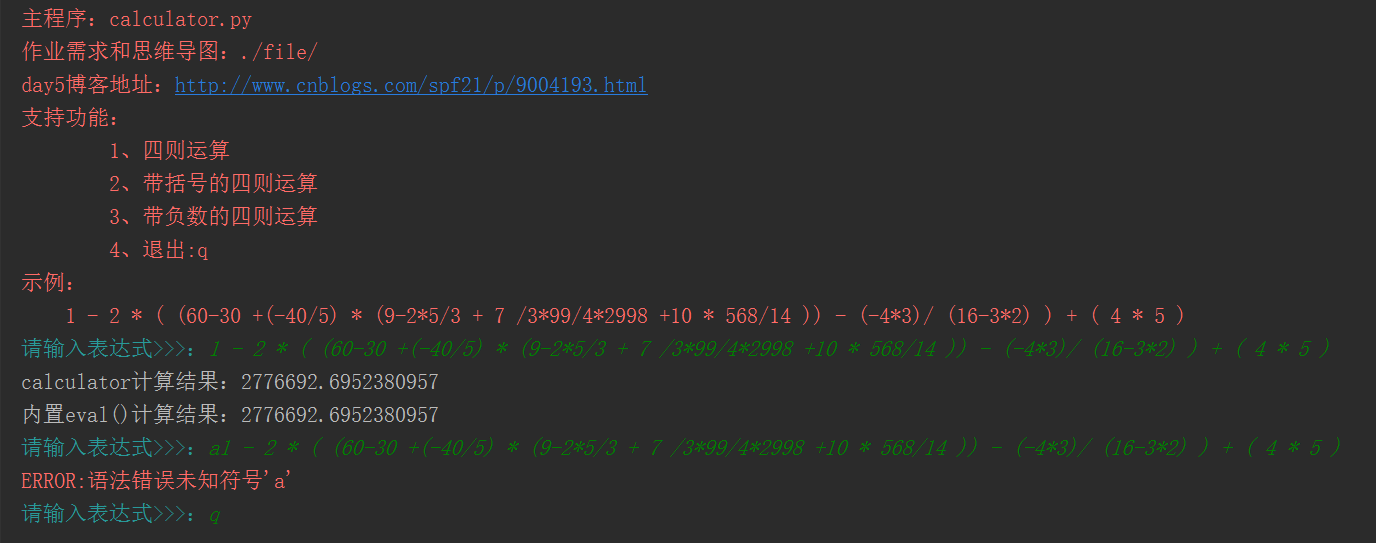 主程序：calculator.py
作业需求和思维导图：./file/
day5博客地址：http://www.cnblogs.com/spf21/p/9004193.html
支持功能：
1、四则运算
2、带括号的四则运算
3、带负数的四则运算
4、退出:q
示例：
1 - 2 * ( (60-30 +(-40/5) * (9-2*5/3 + 7 /3*99/4*2998 +10 * 568/14 )) - (-4*3)/ (16-3*2) ) + ( 4 * 5 )
请输入表达式>>>：1 - 2 * ( (60-30 +(-40/5) * (9-2*5/3 + 7 /3*99/4*2998 +10 * 568/14 )) - (-4*3)/ (16-3*2) ) + ( 4 * 5 )
calculator计算结果：2776692.6952380957
内置eval()计算结果：2776692.6952380957
请输入表达式>>>：a1 - 2 * ( (60-30 +(-40/5) * (9-2*5/3 + 7 /3*99/4*2998 +10 * 568/14 )) - (-4*3)/ (16-3*2) ) + ( 4 * 5 )
ERROR:语法错误未知符号'a'
请输入表达式>>>：q